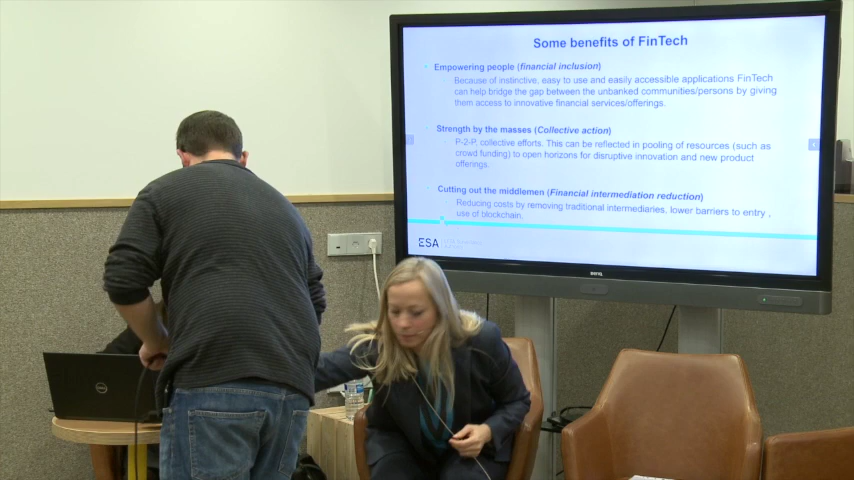 Some benefits of FinTech
Empowering people (financial inclusion)
Because of instinctive, easy to use and easily accessible applications FinTech
can help bridge the gap between the unbanked communities/persons by giving
them access to innovative financial services/offerings.
Strength by the masses (Collective action)
P-2-P, collective efforts. This can be reflected in pooling of resources (such as
crowd funding) to open horizons for disruptive innovation and new product
offerings.
Cutting out the middlemen (Financial intermediation reduction)
Reducing costs by removing traditional intermediaries, lower barriers to entry ,
use of blockchain.
ESA
BENQ
DELL